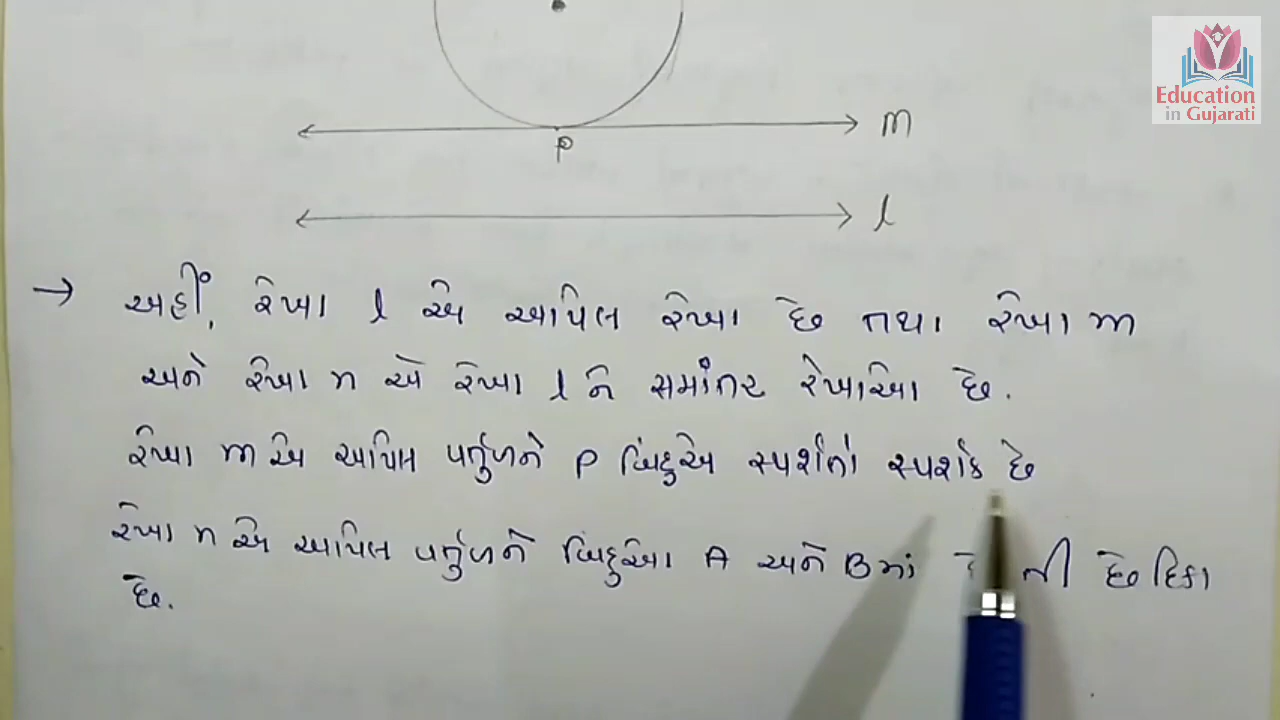 Education
in Gujarati
m
P
l
→ અહીં, રેખા l એ આપેલ રેખા છે તથા રેખા m
અને રેખા n એ રેખા l ને સમાંતર રેખાઓ છે.
રેખા m એ આપેલ વર્તુળને P બિંદુએ સ્પર્શતો સ્પર્શક છે
રેખા n એ આપેલ વર્તુળને બિંદુઓ A અને B માં છેદિકા
છે.